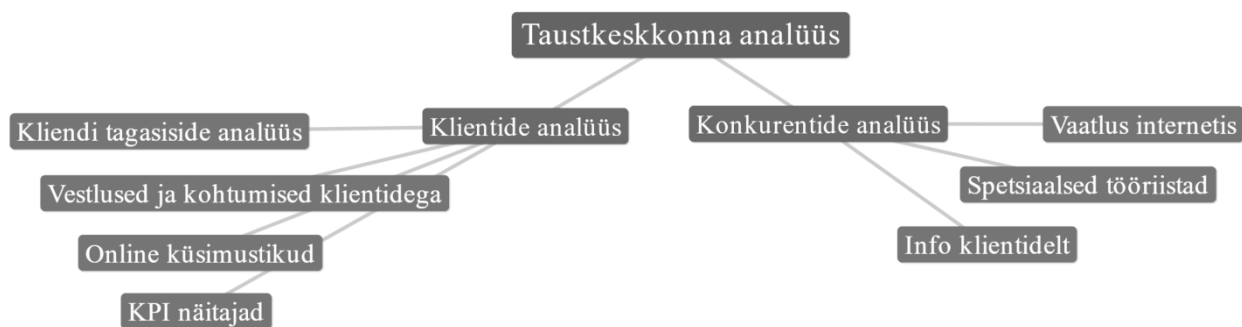 Taustkeskkonna analüüs
Kliendi tagasiside analüüs
Klientide analüüs
Konkurentide analüüs
Vaatlus internetis
Vestlused ja kohtumised klientidega
Spetsiaalsed tööriistad
Online küsimustikud
Info klientidelt
KPI näitajad